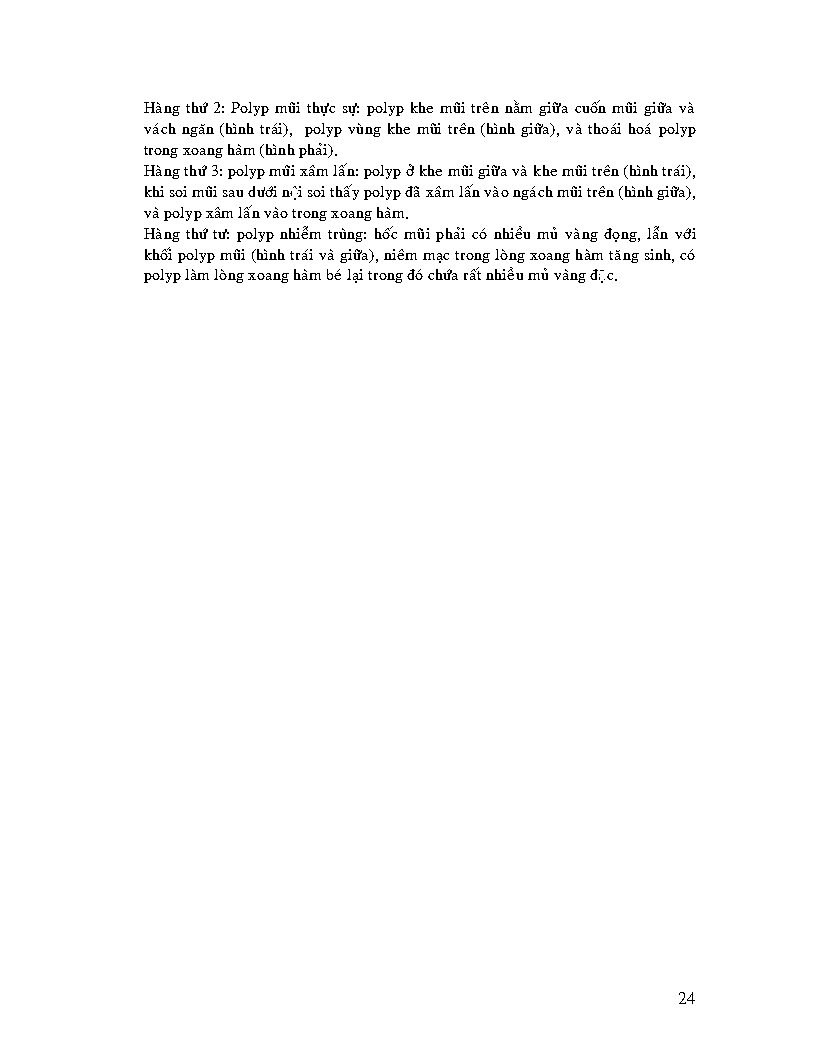 Hàng thứ 2: Polyp mũi thực sự: polyp khe mũi trên nằm giữa cuốn mũi giữa và
vách ngăn (hình trái), polyp vùng khe mũi trên (hình giữa), và thoái hoá polyp
trong xoang hàm (hình phải).
Hàng thứ 3: polyp mũi xâm lấn: polyp ở khe mũi giữa và khe mũi trên (hình trái),
khi soi mũi sau dưới nội soi thấy polyp đã xâm lấn vào ngách mũi trên (hình giữa),
và polyp xâm lấn vào trong xoang hàm.
Hàng thứ tư: polyp nhiễm trùng: hốc mũi phải có nhiều mủ vàng đọng, lẫn với
khối polyp mũi (hình trái và giữa), niêm mạc trong lòng xoang hàm tăng sinh, có
polyp làm lòng xoang hàm bé lại trong đó chứa rất nhiều mủ vàng đặc.
24